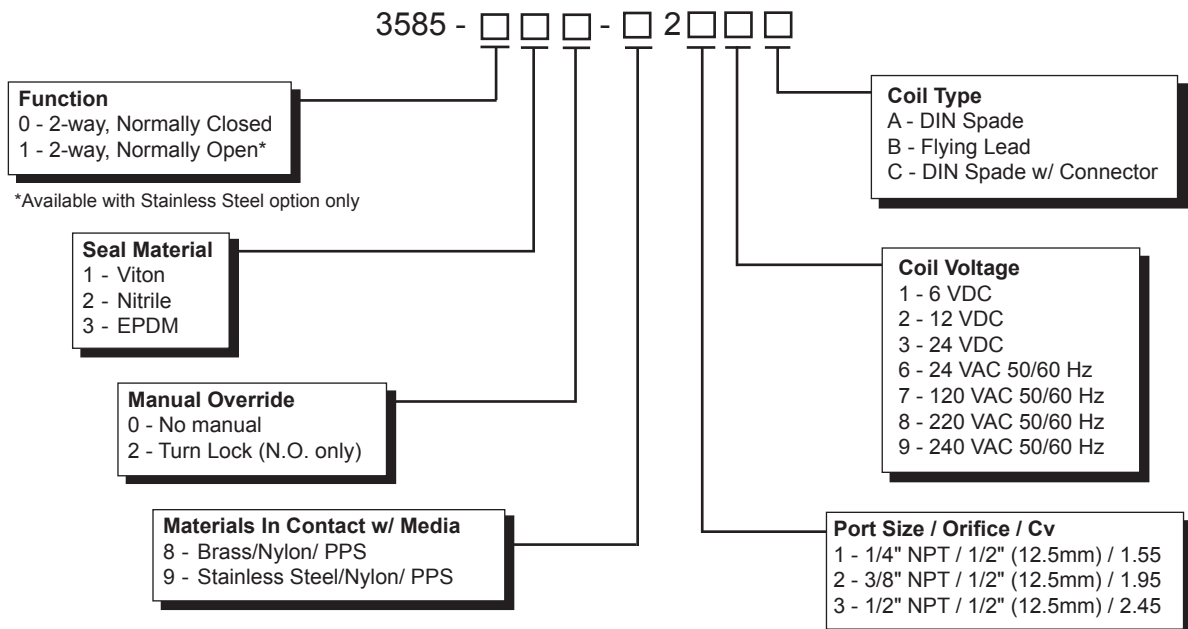 3585 - □ □ □ - □ 2 □ □ □
Function
0 - 2-way, Normally Closed
1 - 2-way, Normally Open*
*Available with Stainless Steel option only
Seal Material
1 - Viton
2 - Nitrile
3 - EPDM
Manual Override
0 - No manual
2 - Turn Lock (N.O. only)
Materials In Contact w/ Media
8 - Brass/Nylon/ PPS
9 - Stainless Steel/Nylon/ PPS
Coil Type
A - DIN Spade
B - Flying Lead
C - DIN Spade w/ Connector
Coil Voltage
1 - 6 VDC
2 - 12 VDC
3 - 24 VDC
6 - 24 VAC 50/60 Hz
7 - 120 VAC 50/60 Hz
8 - 220 VAC 50/60 Hz
9 - 240 VAC 50/60 Hz
Port Size / Orifice / Cv
1 - 1/4" NPT / 1/2" (12.5mm) / 1.55
2 - 3/8" NPT / 1/2" (12.5mm) / 1.95
3 - 1/2" NPT / 1/2" (12.5mm) / 2.45